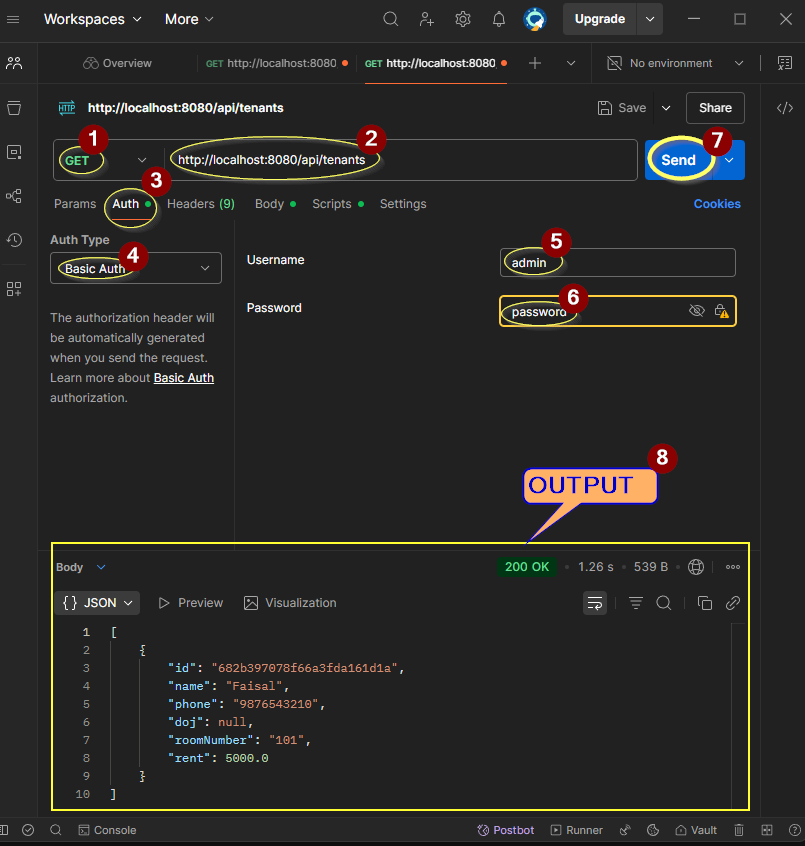 Workspaces More Upgrade
Overview GET http://localhost:8080 GET http://localhost:8080 No environment
HTTP http://localhost:8080/api/tenants Save Share
1 2 7
GET http://localhost:8080/api/tenants Send
3
Params Auth Headers (9) Body Scripts Settings Cookies
Auth Type
4 5
Username admin
Basic Auth
6
Password password
The authorization header will
be automatically generated
when you send the request.
Learn more about Basic Auth
authorization.
8
OUTPUT
Body 200 OK 1.26 s 539 B
{} JSON Preview Visualization
1 [
2 {
3 "id": "682b397078f66a3fda161d1a",
4 "name": "Faisal",
5 "phone": "9876543210",
6 "doj": null,
7 "roomNumber": "101",
8 "rent": 5000.0
9 }
10 ]
Console Postbot Runner Vault